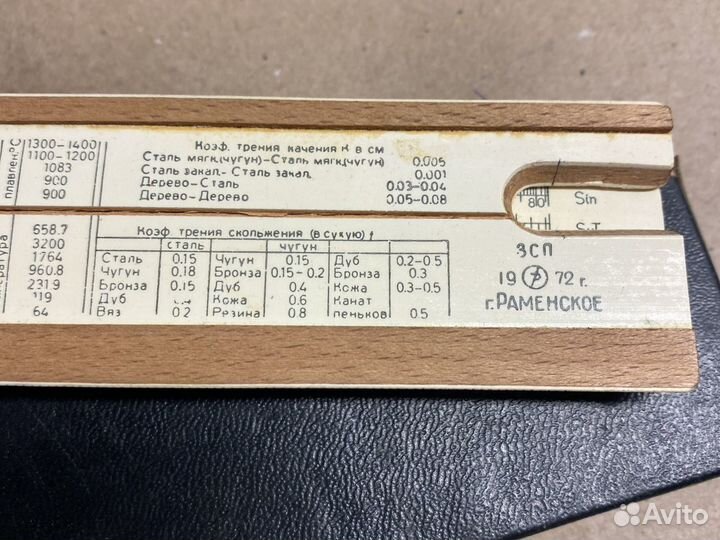 плавлен.°С
1300-1400
1100-1200
1083
900
900
Коэф. трения качения К в см
Сталь мягк.(чугун)-Сталь мягк.(чугун) 0.005
Сталь закал.- Сталь закал. 0.001
Дерево-Сталь 0.03-0.04
Дерево-Дерево 0.05-0.08
80
Sin
S-T
658.7
3200
1764
960.8
231.9
119
64
Коэф. трения скольжения (в сухую) f
сталь чугун
Сталь 0.15 Чугун 0.15 Дуб 0.2-0.5
Чугун 0.18 Бронза 0.15-0.2 Бронза 0.3
Бронза 0.15 Дуб 0.4 Кожа 0.3-0.5
Дуб Кожа 0.6 Канат
Вяз 0.2 Резина 0.8 пеньков 0.5
ЗСП
19 72 г.
г.РАМЕНСКОЕ
Avito